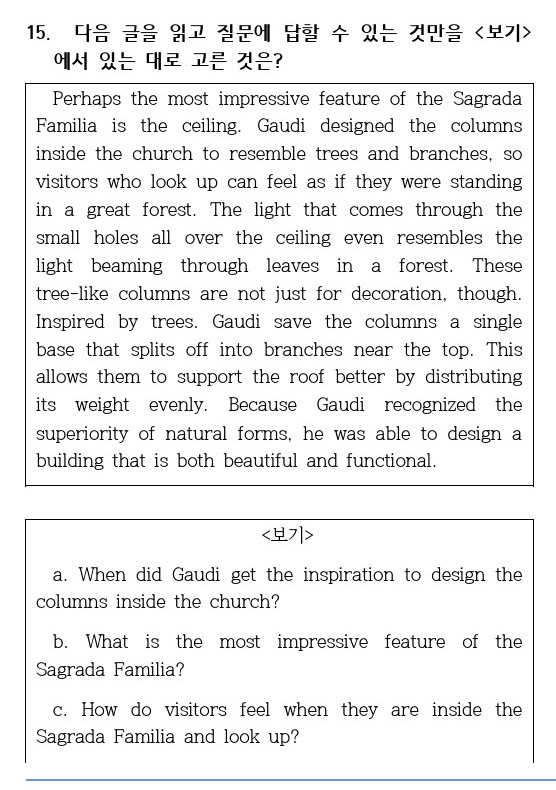 15. 다음 글을 읽고 질문에 답할 수 있는 것만을 <보기>
에서 있는 대로 고른 것은?
Perhaps the most impressive feature of the Sagrada
Familia is the ceiling. Gaudi designed the columns
inside the church to resemble trees and branches, so
visitors who look up can feel as if they were standing
in a great forest. The light that comes through the
small holes all over the ceiling even resembles the
light beaming through leaves in a forest. These
tree-like columns are not just for decoration, though.
Inspired by trees. Gaudi save the columns a single
base that splits off into branches near the top. This
allows them to support the roof better by distributing
its weight evenly. Because Gaudi recognized the
superiority of natural forms, he was able to design a
building that is both beautiful and functional.
<보기>
a. When did Gaudi get the inspiration to design the
columns inside the church?
b. What is the most impressive feature of the
Sagrada Familia?
c. How do visitors feel when they are inside the
Sagrada Familia and look up?